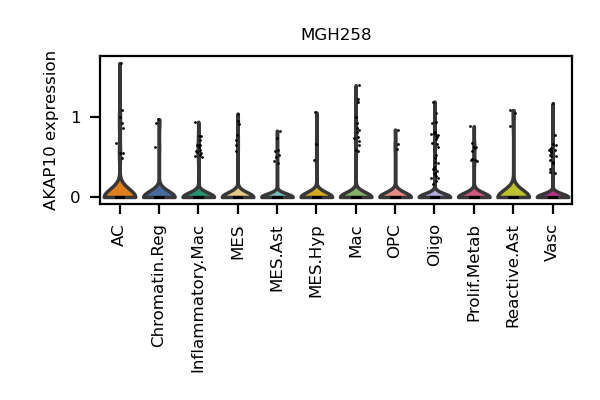 MGH258
AKAP10 expression
1
0
AC
Chromatin.Reg
Inflammatory.Mac
MES
MES.Ast
MES.Hyp
Mac
OPC
Oligo
Prolif.Metab
Reactive.Ast
Vasc